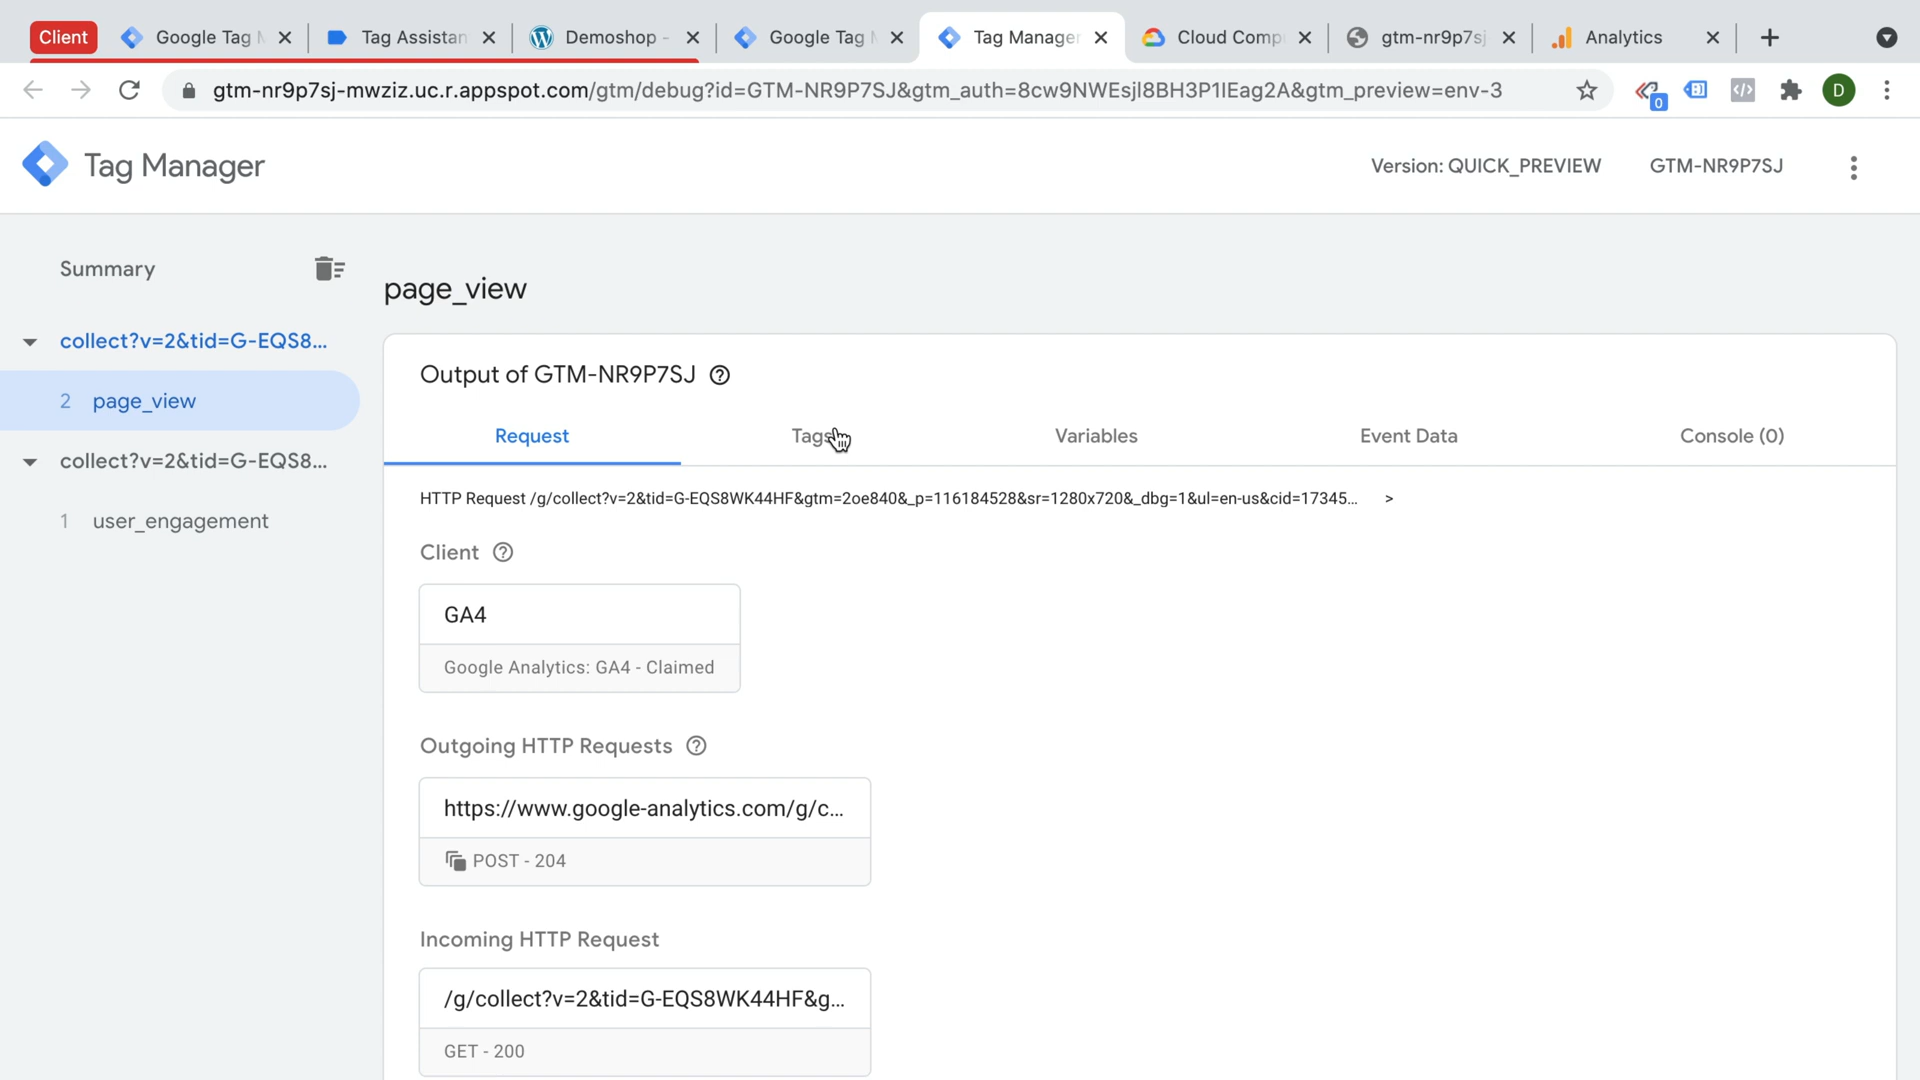 Client
Google Tag M
Tag Assistan
Demoshop -
Google Tag M
Tag Manager
Cloud Comp
gtm-nr9p7sj
Analytics
gtm-nr9p7sj-mwziz.uc.r.appspot.com/gtm/debug?id=GTM-NR9P7SJ&gtm_auth=8cw9NWEsjl8BH3P1IEag2A&gtm_preview=env-3
0
D
Tag Manager
Version: QUICK_PREVIEW
GTM-NR9P7SJ
Summary
collect?v=2&tid=G-EQS8...
2 page_view
collect?v=2&tid=G-EQS8...
1 user_engagement
page_view
Output of GTM-NR9P7SJ
Request
Tags
Variables
Event Data
Console (0)
HTTP Request /g/collect?v=2&tid=G-EQS8WK44HF&gtm=2oe840&_p=116184528&sr=1280x720&_dbg=1&ul=en-us&cid=17345... >
Client
GA4
Google Analytics: GA4 - Claimed
Outgoing HTTP Requests
https://www.google-analytics.com/g/c...
POST - 204
Incoming HTTP Request
/g/collect?v=2&tid=G-EQS8WK44HF&g...
GET - 200